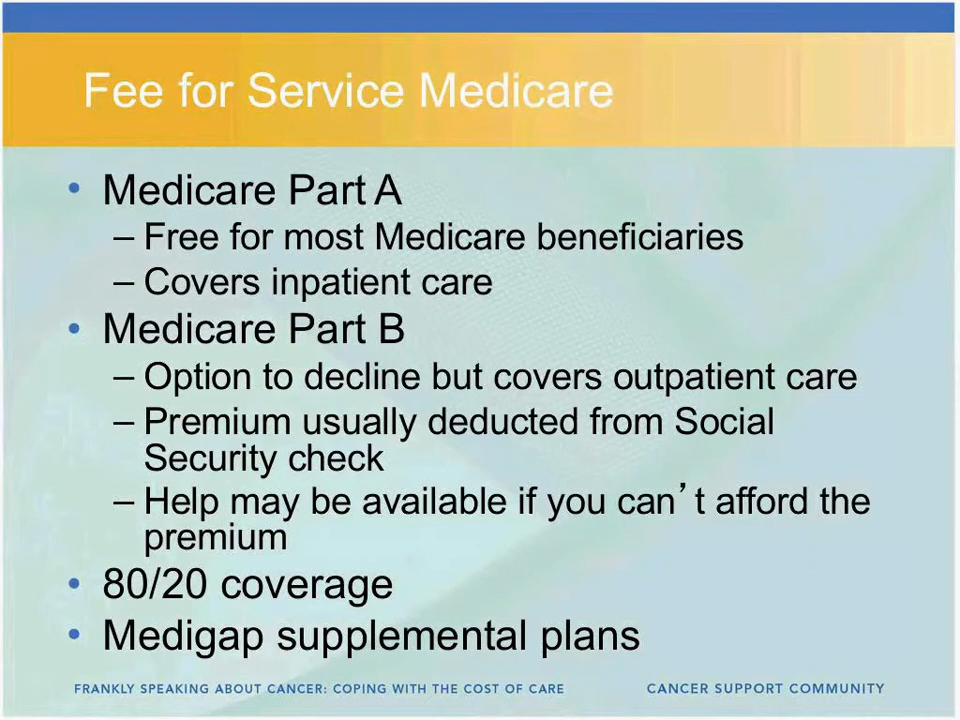 Fee for Service Medicare
• Medicare Part A
– Free for most Medicare beneficiaries
– Covers inpatient care
• Medicare Part B
– Option to decline but covers outpatient care
– Premium usually deducted from Social
Security check
– Help may be available if you can’t afford the
premium
• 80/20 coverage
• Medigap supplemental plans
FRANKLY SPEAKING ABOUT CANCER: COPING WITH THE COST OF CARE CANCER SUPPORT COMMUNITY